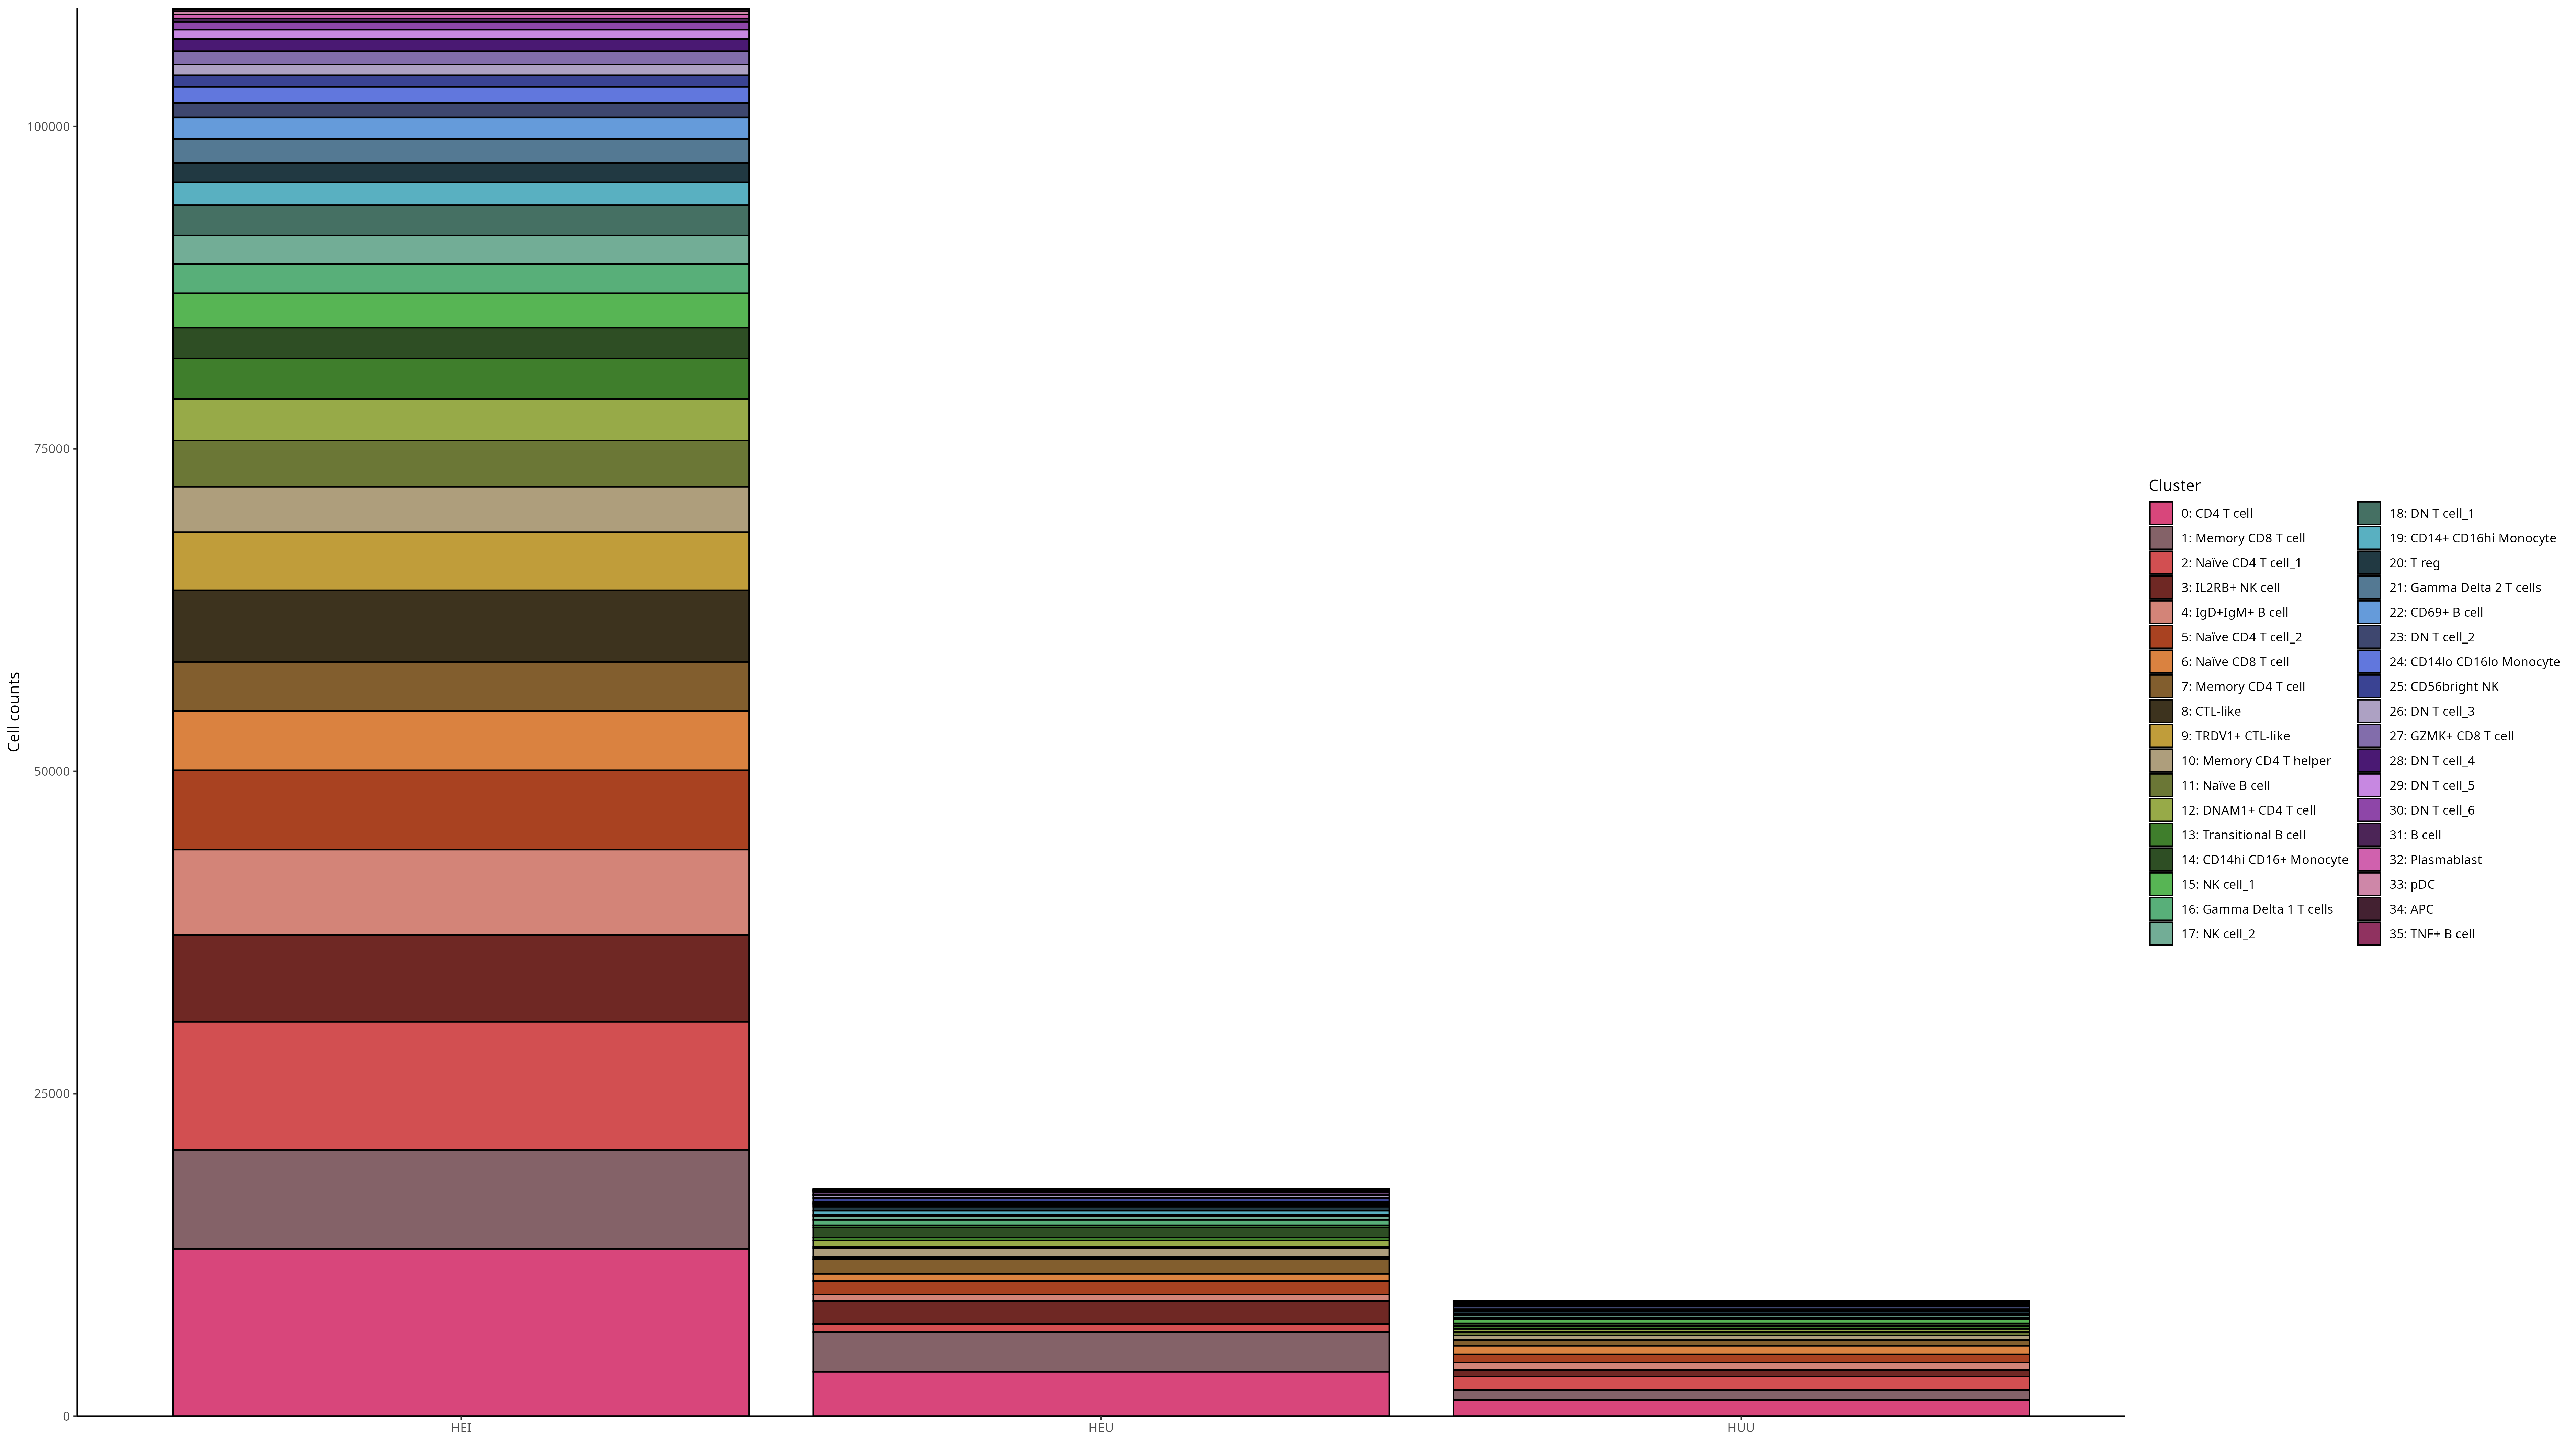 Cell counts
100000
75000
50000
25000
0
HEI
HEU
HUU
Cluster
0: CD4 T cell
1: Memory CD8 T cell
2: Naïve CD4 T cell_1
3: IL2RB+ NK cell
4: IgD+IgM+ B cell
5: Naïve CD4 T cell_2
6: Naïve CD8 T cell
7: Memory CD4 T cell
8: CTL-like
9: TRDV1+ CTL-like
10: Memory CD4 T helper
11: Naïve B cell
12: DNAM1+ CD4 T cell
13: Transitional B cell
14: CD14hi CD16+ Monocyte
15: NK cell_1
16: Gamma Delta 1 T cells
17: NK cell_2
18: DN T cell_1
19: CD14+ CD16hi Monocyte
20: T reg
21: Gamma Delta 2 T cells
22: CD69+ B cell
23: DN T cell_2
24: CD14lo CD16lo Monocyte
25: CD56bright NK
26: DN T cell_3
27: GZMK+ CD8 T cell
28: DN T cell_4
29: DN T cell_5
30: DN T cell_6
31: B cell
32: Plasmablast
33: pDC
34: APC
35: TNF+ B cell